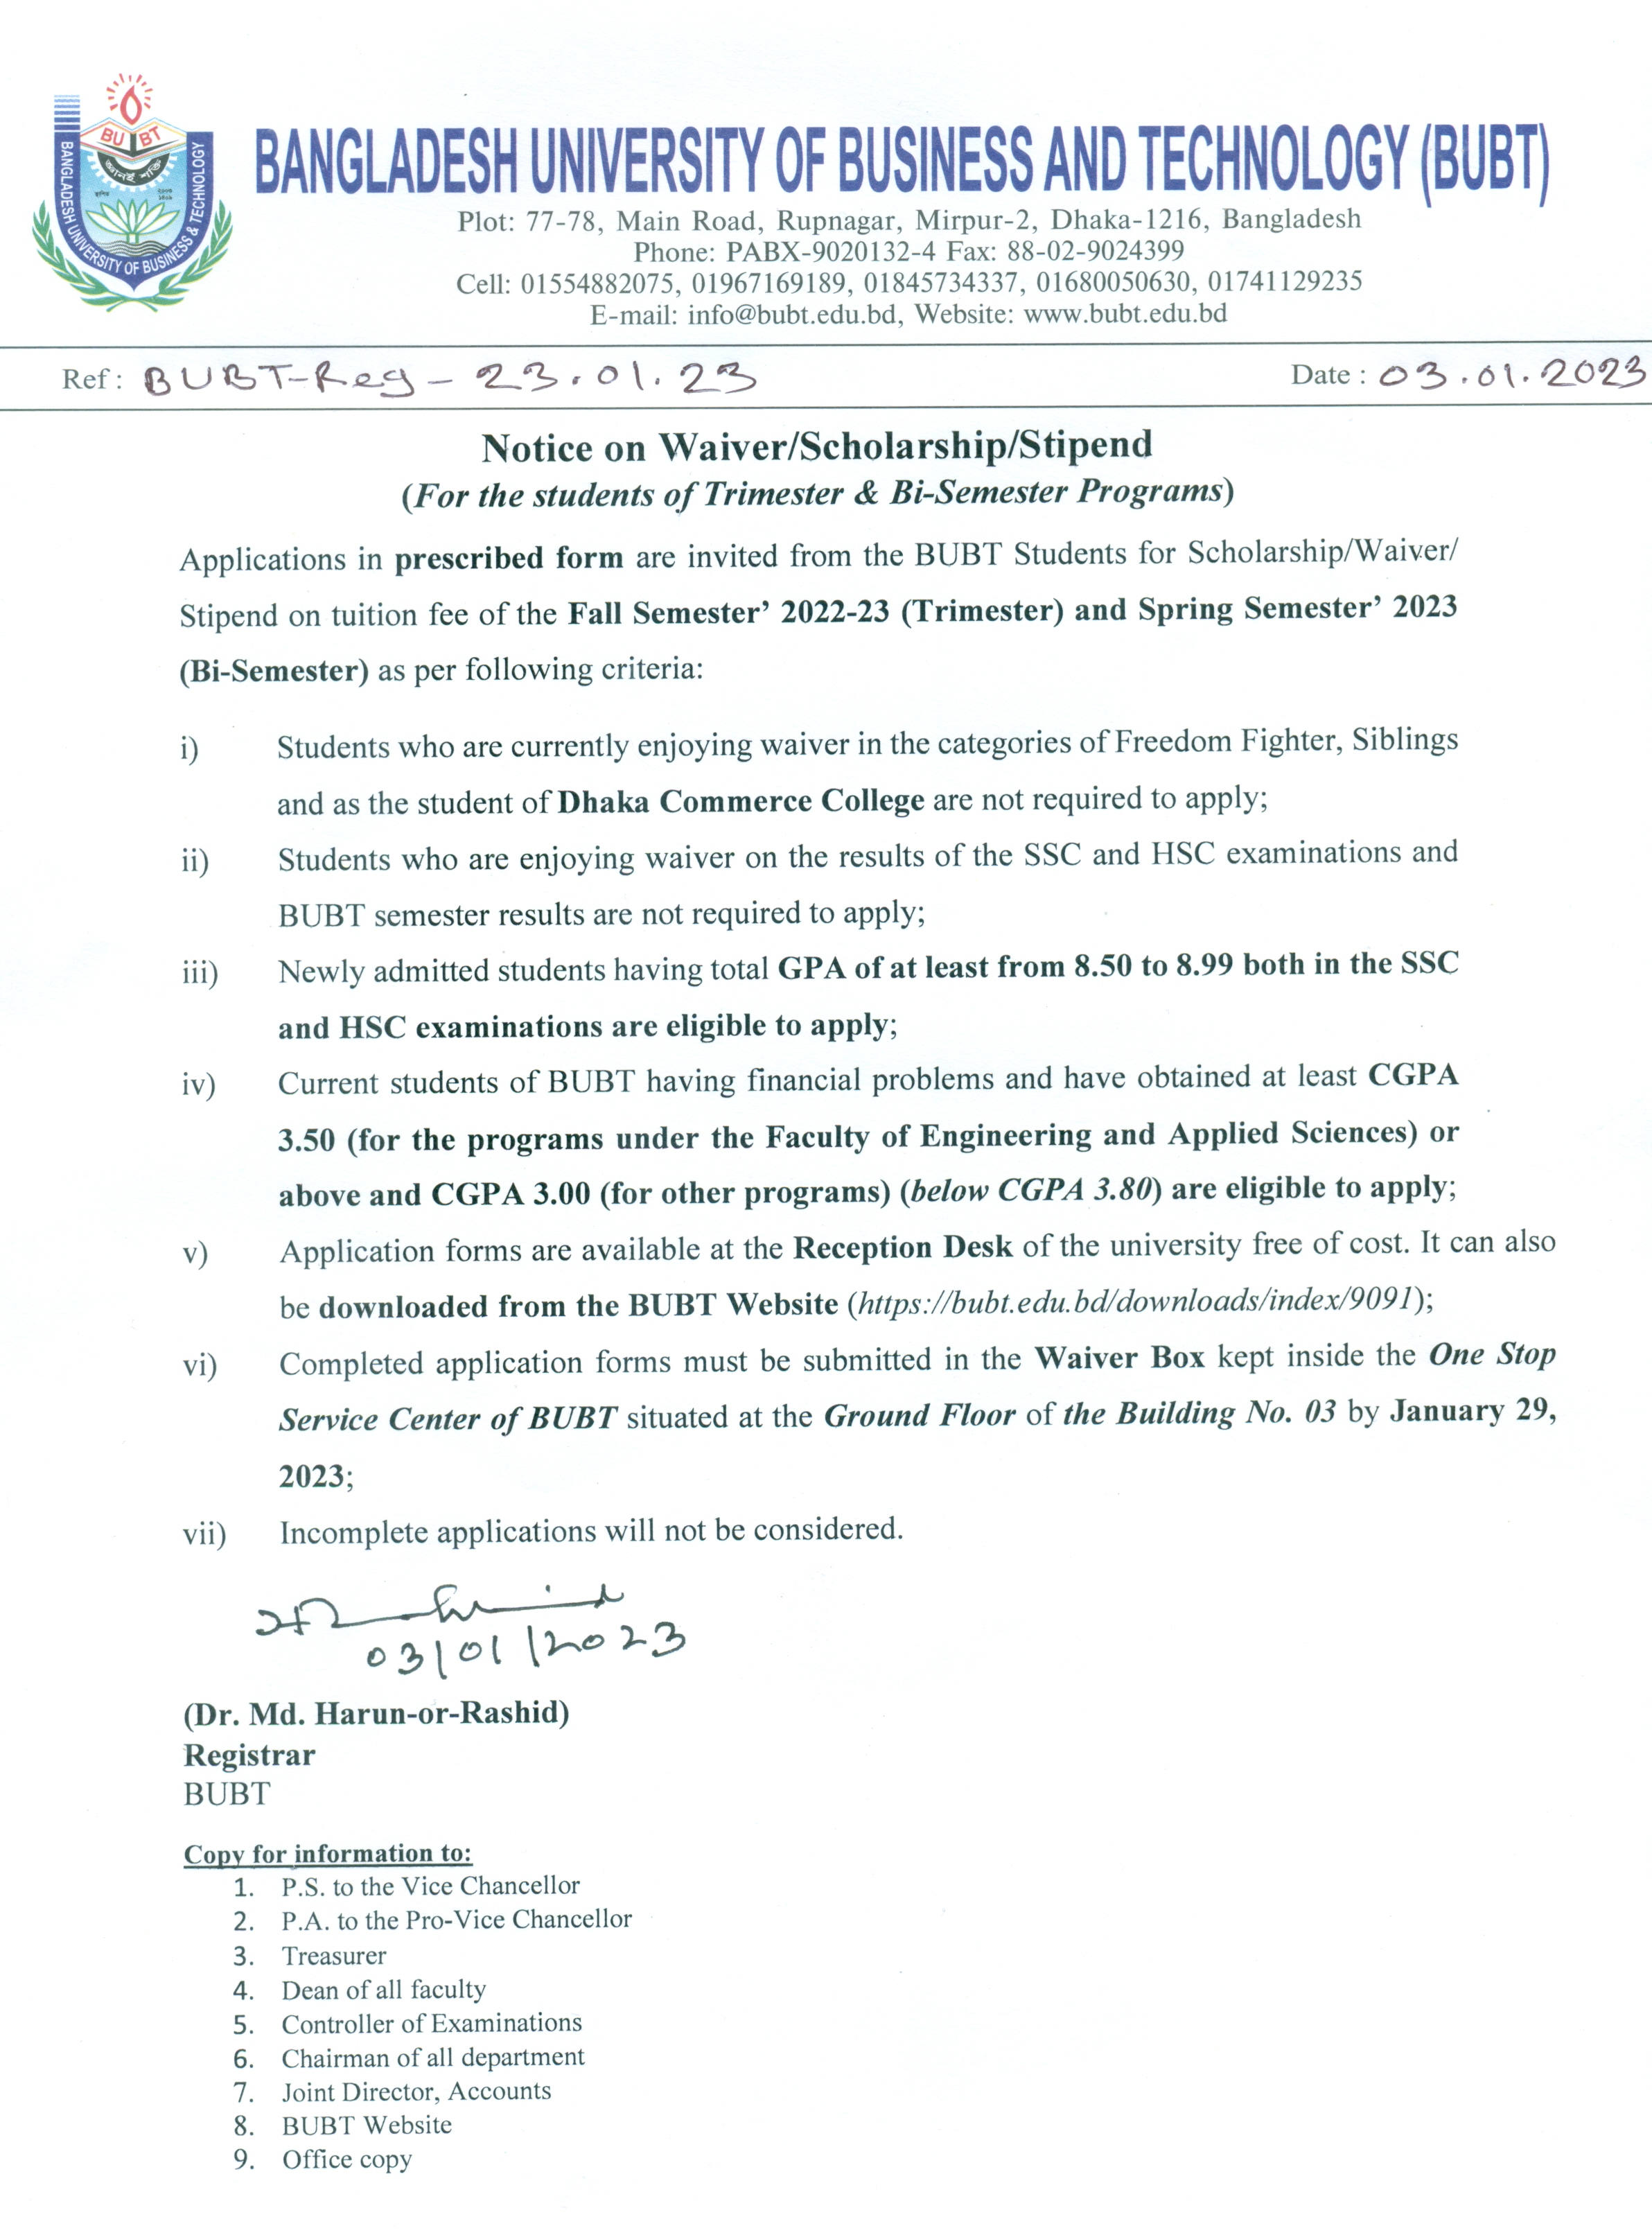 BU BT
জ্ঞানই শক্তি
BANGLADESH UNIVERSITY OF BUSINESS & TECHNOLOGY
BANGLADESH UNIVERSITY OF BUSINESS AND TECHNOLOGY (BUBT)
Plot: 77-78, Main Road, Rupnagar, Mirpur-2, Dhaka-1216, Bangladesh
Phone: PABX-9020132-4 Fax: 88-02-9024399
Cell: 01554882075, 01967169189, 01845734337, 01680050630, 01741129235
E-mail: info@bubt.edu.bd, Website: www.bubt.edu.bd
Ref : BUBT-Reg - 23.01.23 Date : 03.01.2023
Notice on Waiver/Scholarship/Stipend
(For the students of Trimester & Bi-Semester Programs)
Applications in prescribed form are invited from the BUBT Students for Scholarship/Waiver/
Stipend on tuition fee of the Fall Semester’ 2022-23 (Trimester) and Spring Semester’ 2023
(Bi-Semester) as per following criteria:
i) Students who are currently enjoying waiver in the categories of Freedom Fighter, Siblings
and as the student of Dhaka Commerce College are not required to apply;
ii) Students who are enjoying waiver on the results of the SSC and HSC examinations and
BUBT semester results are not required to apply;
iii) Newly admitted students having total GPA of at least from 8.50 to 8.99 both in the SSC
and HSC examinations are eligible to apply;
iv) Current students of BUBT having financial problems and have obtained at least CGPA
3.50 (for the programs under the Faculty of Engineering and Applied Sciences) or
above and CGPA 3.00 (for other programs) (below CGPA 3.80) are eligible to apply;
v) Application forms are available at the Reception Desk of the university free of cost. It can also
be downloaded from the BUBT Website (https://bubt.edu.bd/downloads/index/9091);
vi) Completed application forms must be submitted in the Waiver Box kept inside the One Stop
Service Center of BUBT situated at the Ground Floor of the Building No. 03 by January 29,
2023;
vii) Incomplete applications will not be considered.
03/01/2023
(Dr. Md. Harun-or-Rashid)
Registrar
BUBT
Copy for information to:
1. P.S. to the Vice Chancellor
2. P.A. to the Pro-Vice Chancellor
3. Treasurer
4. Dean of all faculty
5. Controller of Examinations
6. Chairman of all department
7. Joint Director, Accounts
8. BUBT Website
9. Office copy